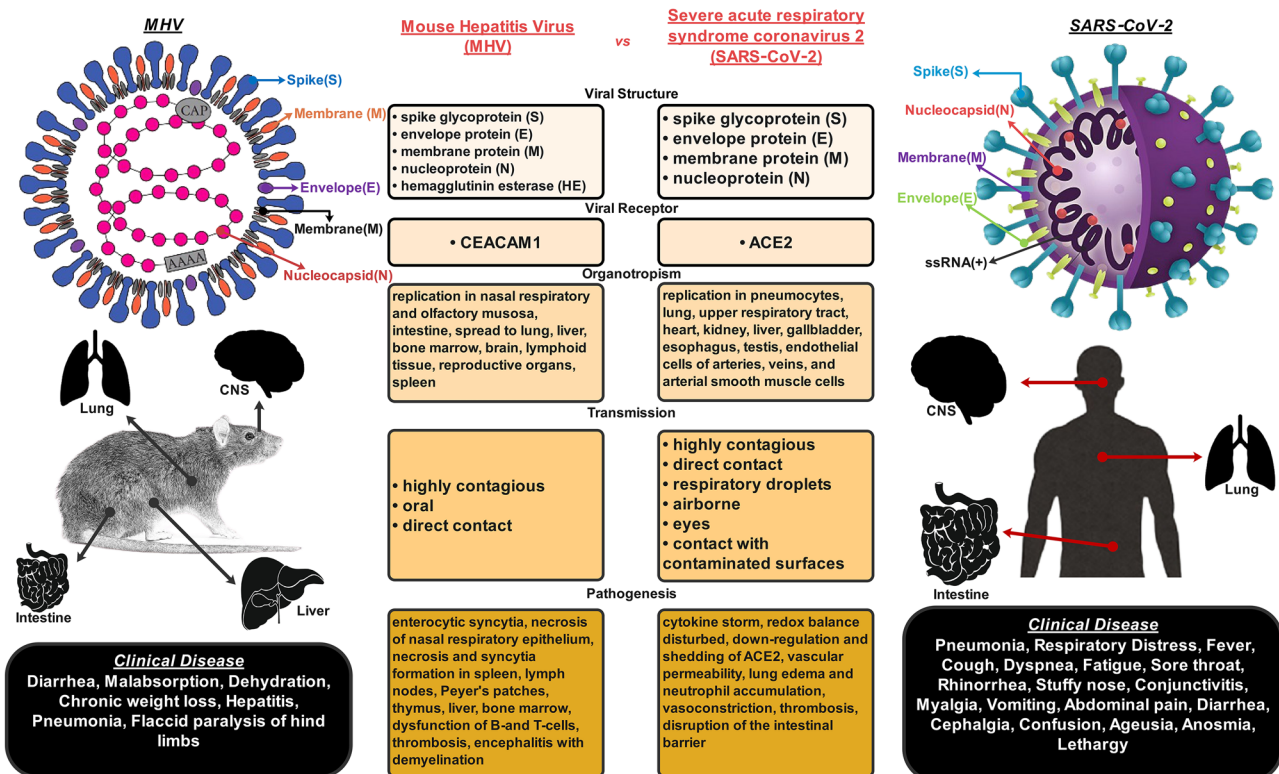 MHV
Spike(S)
Membrane (M)
Envelope(E)
Membrane(M)
Nucleocapsid(N)
CAP
AAAA
Lung
CNS
Intestine
Liver
Clinical Disease
Diarrhea, Malabsorption, Dehydration,
Chronic weight loss, Hepatitis,
Pneumonia, Flaccid paralysis of hind
limbs
Mouse Hepatitis Virus
(MHV)
vs
Severe acute respiratory
syndrome coronavirus 2
(SARS-CoV-2)
Viral Structure
• spike glycoprotein (S)
• envelope protein (E)
• membrane protein (M)
• nucleoprotein (N)
• hemagglutinin esterase (HE)
• spike glycoprotein (S)
• envelope protein (E)
• membrane protein (M)
• nucleoprotein (N)
Viral Receptor
• CEACAM1
• ACE2
Organotropism
replication in nasal respiratory
and olfactory musosa,
intestine, spread to lung, liver,
bone marrow, brain, lymphoid
tissue, reproductive organs,
spleen
replication in pneumocytes,
lung, upper respiratory tract,
heart, kidney, liver, gallbladder,
esophagus, testis, endothelial
cells of arteries, veins, and
arterial smooth muscle cells
Transmission
• highly contagious
• oral
• direct contact
• highly contagious
• direct contact
• respiratory droplets
• airborne
• eyes
• contact with
contaminated surfaces
Pathogenesis
enterocytic syncytia, necrosis
of nasal respiratory epithelium,
necrosis and syncytia
formation in spleen, lymph
nodes, Peyer's patches,
thymus, liver, bone marrow,
dysfunction of B-and T-cells,
thrombosis, encephalitis with
demyelination
cytokine storm, redox balance
disturbed, down-regulation and
shedding of ACE2, vascular
permeability, lung edema and
neutrophil accumulation,
vasoconstriction, thrombosis,
disruption of the intestinal
barrier
SARS-CoV-2
Spike(S)
Nucleocapsid(N)
Membrane(M)
Envelope(E)
ssRNA(+)
CNS
Lung
Intestine
Clinical Disease
Pneumonia, Respiratory Distress, Fever,
Cough, Dyspnea, Fatigue, Sore throat,
Rhinorrhea, Stuffy nose, Conjunctivitis,
Myalgia, Vomiting, Abdominal pain, Diarrhea,
Cephalgia, Confusion, Ageusia, Anosmia,
Lethargy